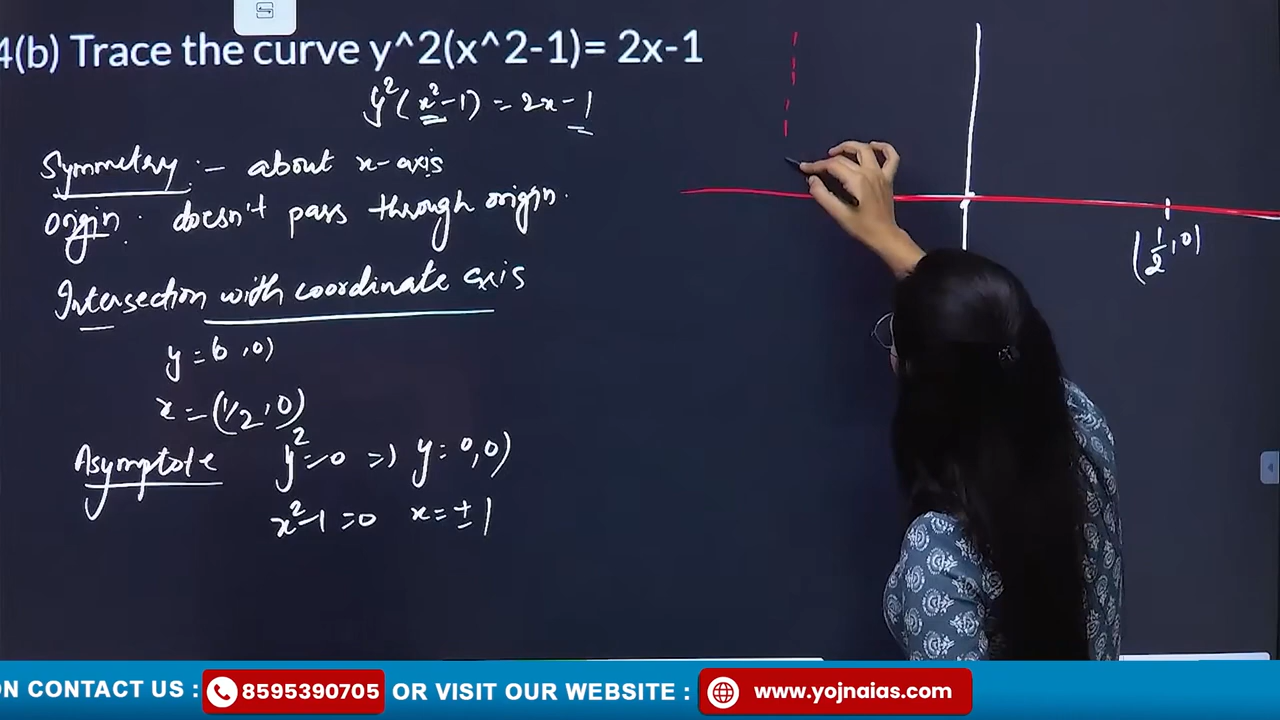 4(b) Trace the curve y^2(x^2-1)= 2x-1
y²(x²-1) = 2x-1
Symmetry :- about x-axis
origin: doesn't pass through origin.
Intersection with coordinate axis
y = 0,0)
x = (1/2, 0)
Asymptote y² = 0 => y = 0,0)
x²-1 = 0 x = ± 1
(1/2, 0)
ON CONTACT US : 8595390705 OR VISIT OUR WEBSITE : www.yojnaias.com